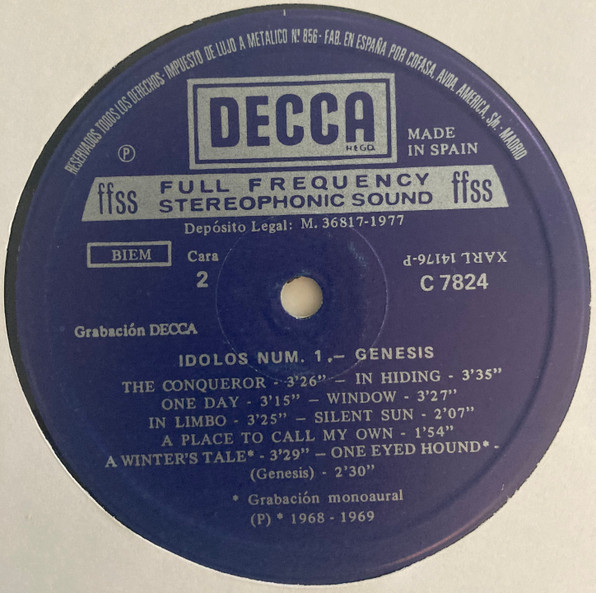 RESERVADOS TODOS LOS DERECHOS - IMPUESTO DE LUJO A METALICO Nº 856 - FAB. EN ESPAÑA POR COFASA. AVDA. AMERICA, S/n. - MADRID
DECCA
REGD.
Ⓟ
MADE
IN SPAIN
ffss FULL FREQUENCY
STEREOPHONIC SOUND ffss
Depósito Legal: M. 36817-1977
BIEM
Cara
2
XARL 14176-P
C 7824
Grabación DECCA
IDOLOS NUM. 1.– GENESIS
THE CONQUEROR - 3'26” – IN HIDING - 3'35”
ONE DAY - 3'15” – WINDOW - 3'27”
IN LIMBO - 3'25” – SILENT SUN - 2'07”
A PLACE TO CALL MY OWN - 1'54”
A WINTER'S TALE* - 3'29” – ONE EYED HOUND* -
(Genesis) - 2'30”
* Grabación monoaural
(P) * 1968 - 1969